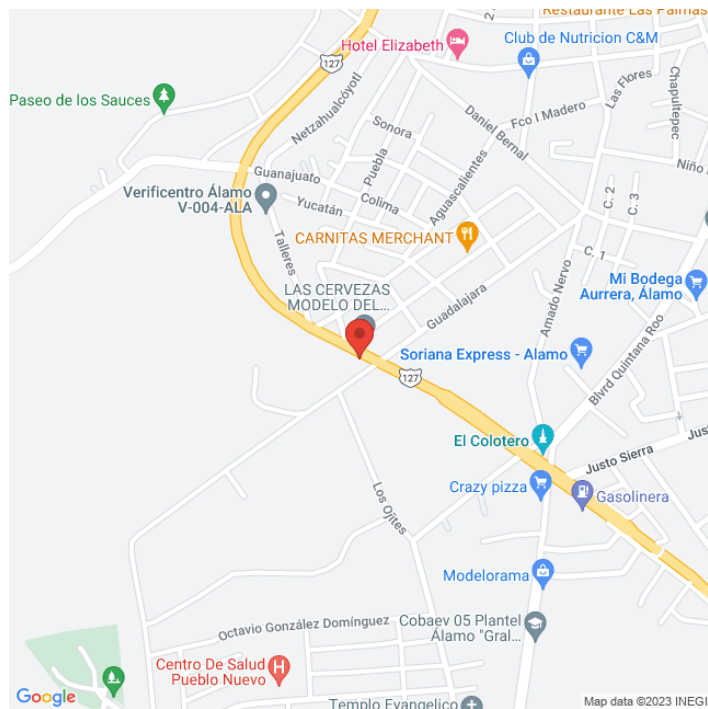 Restaurante Las Palmas
Hotel Elizabeth
Club de Nutricion C&M
127
Paseo de los Sauces
Netzahualcóyotl
Sonora
Puebla
Daniel Bernal
Fco I Madero
Las Flores
Chapultepec
Niño
Guanajuato
Colima
Aguascalientes
Verificentro Álamo
V-004-ALA
Yucatán
C. 2
C. 3
Talleres
CARNITAS MERCHANT
C. 1
LAS CERVEZAS
MODELO DEL...
Guadalajara
Amado Nervo
Mi Bodega
Aurrera, Álamo
Soriana Express - Alamo
Blvrd Quintana Roo
127
El Colotero
Justo Sierra
Just
Crazy pizza
Gasolinera
Los Ojites
Modelorama
Octavio González Domínguez
Cobaev 05 Plantel
Álamo "Gral...
Centro De Salud
Pueblo Nuevo
H
Templo Evangelico
Google
Map data ©2023 INEGI